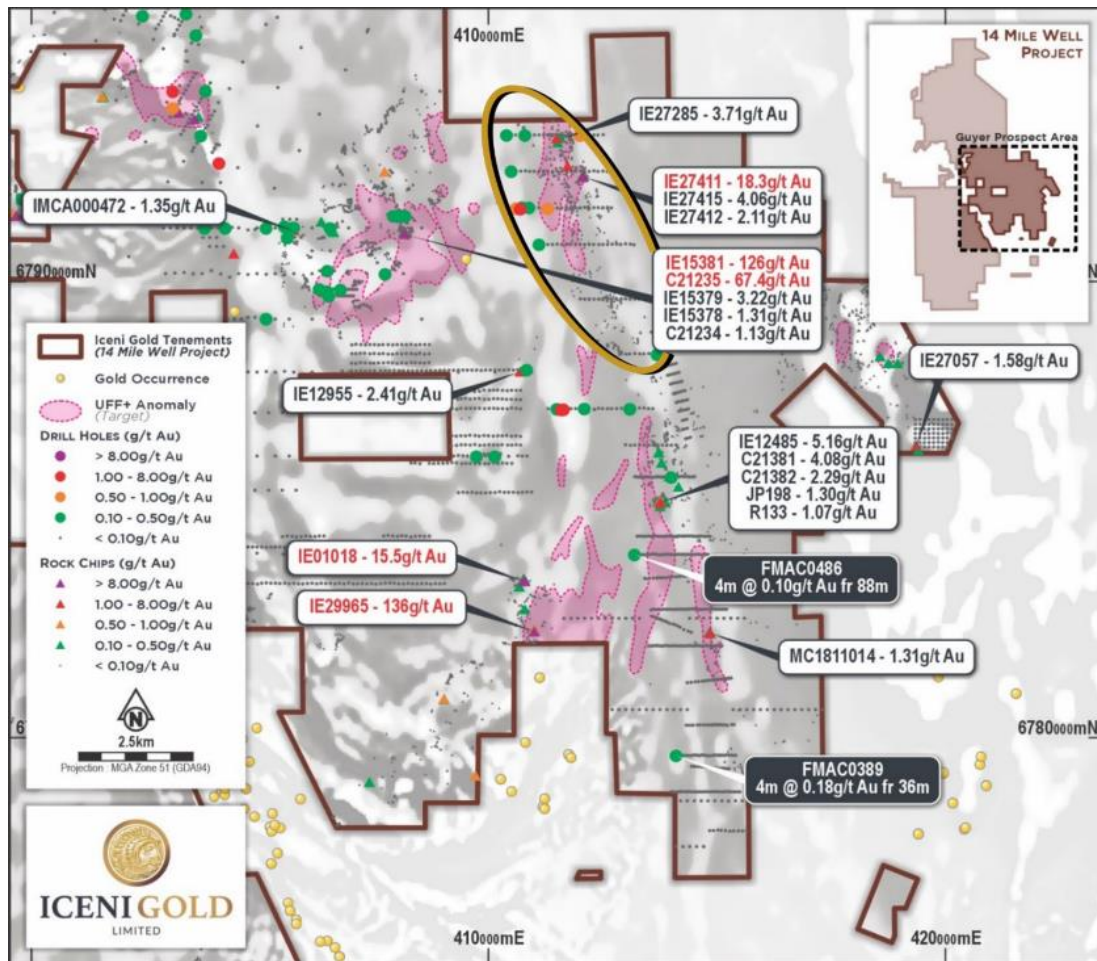 410000mE
14 MILE WELL
PROJECT
Guyer Prospect Area
IE27285 - 3.71g/t Au
IE27411 - 18.3g/t Au
IE27415 - 4.06g/t Au
IE27412 - 2.11g/t Au
IMCA000472 - 1.35g/t Au
6790000mN
N
IE15381 - 126g/t Au
C21235 - 67.4g/t Au
IE15379 - 3.22g/t Au
IE15378 - 1.31g/t Au
C21234 - 1.13g/t Au
Iceni Gold Tenements
(14 Mile Well Project)
Gold Occurrence
UFF+ Anomaly
(Target)
DRILL HOLES (g/t Au)
> 8.00g/t Au
1.00 - 8.00g/t Au
0.50 - 1.00g/t Au
0.10 - 0.50g/t Au
< 0.10g/t Au
ROCK CHIPS (g/t Au)
> 8.00g/t Au
1.00 - 8.00g/t Au
0.50 - 1.00g/t Au
0.10 - 0.50g/t Au
< 0.10g/t Au
N
2.5km
Projection : MGA Zone 51 (GDA94)
IE27057 - 1.58g/t Au
IE12955 - 2.41g/t Au
IE12485 - 5.16g/t Au
C21381 - 4.08g/t Au
C21382 - 2.29g/t Au
JP198 - 1.30g/t Au
R133 - 1.07g/t Au
IE01018 - 15.5g/t Au
FMAC0486
4m @ 0.10g/t Au fr 88m
IE29965 - 136g/t Au
MC1811014 - 1.31g/t Au
67
6780000mN
FMAC0389
4m @ 0.18g/t Au fr 36m
ICENI GOLD
LIMITED
410000mE
420000mE